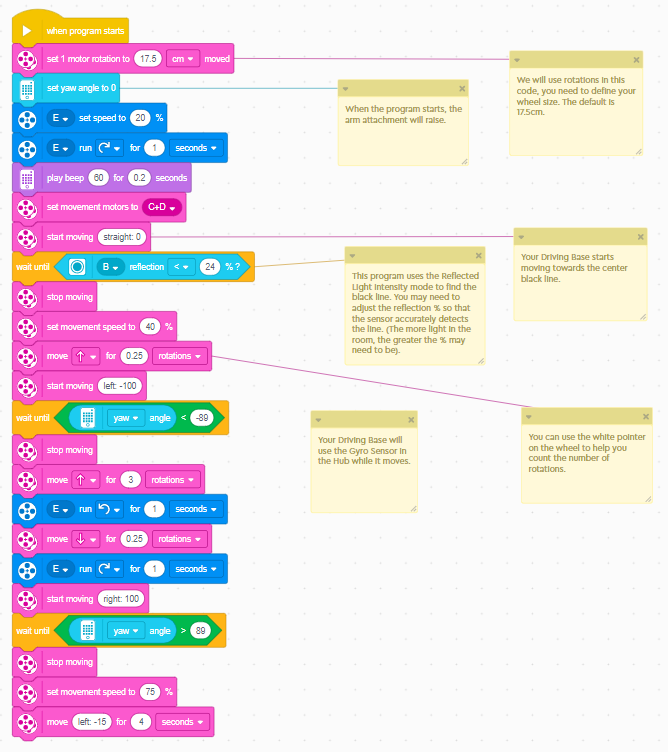 when program starts
set 1 motor rotation to 17.5 cm moved
We will use rotations in this
code, you need to define your
wheel size. The default is
17.5cm.
set yaw angle to 0
When the program starts, the
arm attachment will raise.
E set speed to 20 %
E run for 1 seconds
play beep 60 for 0.2 seconds
set movement motors to C+D
start moving straight: 0
Your Driving Base starts
moving towards the center
black line.
wait until B reflection < 24 % ?
This program uses the Reflected
Light Intensity mode to find the
black line. You may need to
adjust the reflection % so that
the sensor accurately detects
the line. (The more light in the
room, the greater the % may
need to be).
stop moving
set movement speed to 40 %
move for 0.25 rotations
start moving left: -100
wait until yaw angle < -89
Your Driving Base will
use the Gyro Sensor in
the Hub while it moves.
You can use the white pointer
on the wheel to help you
count the number of
rotations.
stop moving
move for 3 rotations
E run for 1 seconds
move for 0.25 rotations
E run for 1 seconds
start moving right: 100
wait until yaw angle > 89
stop moving
set movement speed to 75 %
move left: -15 for 4 seconds